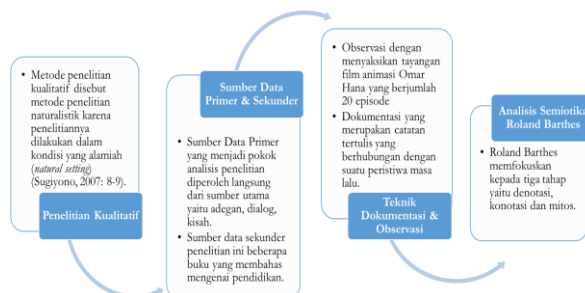 • Metode penelitian
kualitatif disebut
metode penelitian
naturalistik karena
penelitiannya
dilakukan dalam
kondisi yang alamiah
(natural setting)
(Sugiyono, 2007: 8-9).
Penelitian Kualitatif
Sumber Data
Primer & Sekunder
• Sumber Data Primer
yang menjadi pokok
analisis penelitian
diperoleh langsung
dari sumber utama
yaitu adegan, dialog,
kisah.
• Sumber data sekunder
penelitian ini beberapa
buku yang membahas
mengenai pendidikan.
• Observasi dengan
menyaksikan tayangan
film animasi Omar
Hana yang berjumlah
20 episode
• Dokumentasi yang
merupakan catatan
tertulis yang
berhubungan dengan
suatu peristiwa masa
lalu.
Teknik
Dokumentasi &
Observasi
Analisis Semiotika
Roland Barthes
• Roland Barthes
memfokuskan
kepada tiga tahap
yaitu denotasi,
konotasi dan mitos.